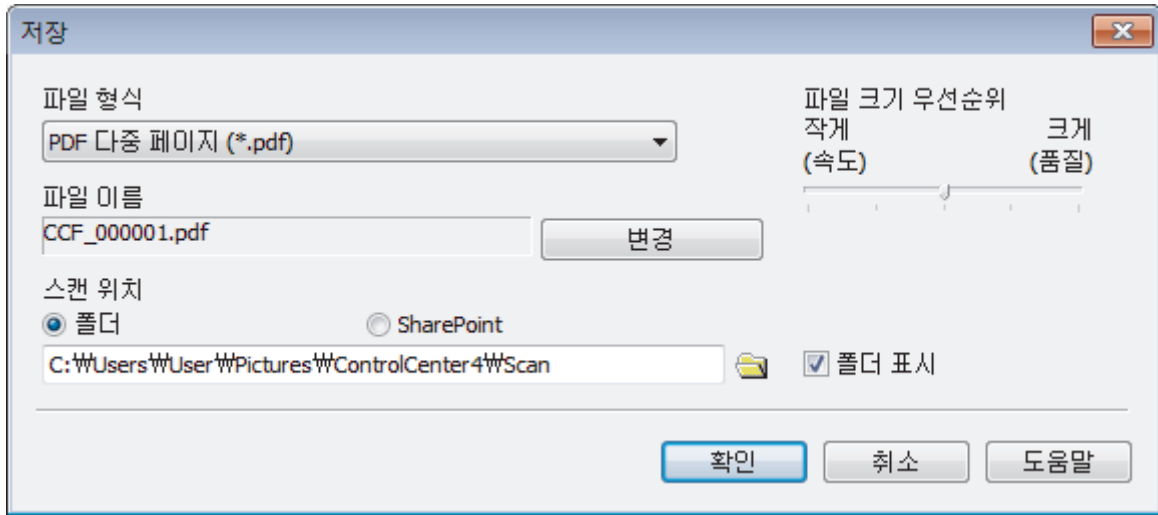 저장
파일 형식
PDF 다중 페이지 (*.pdf)
파일 크기 우선순위
작게 크게
(속도) (품질)
파일 이름
CCF_000001.pdf 변경
스캔 위치
폴더 SharePoint
C:₩Users₩User₩Pictures₩ControlCenter4₩Scan 폴더 표시
확인 취소 도움말